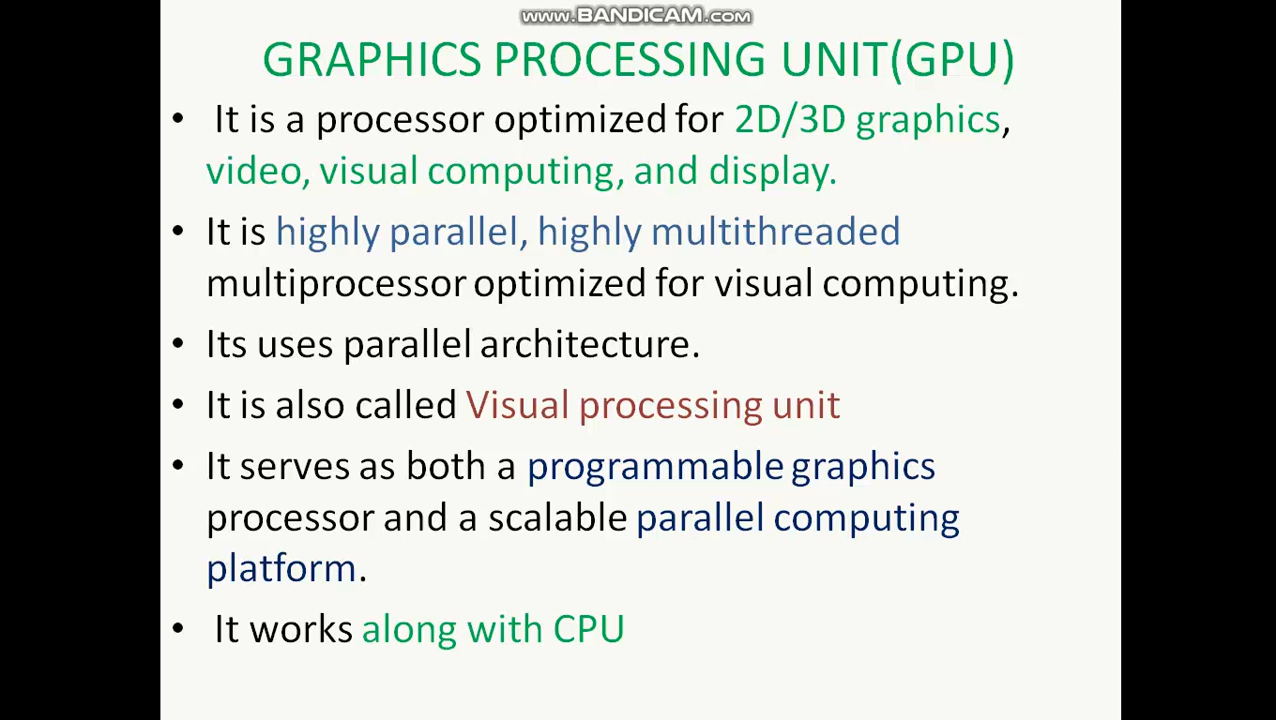 www.BANDICAM.com
GRAPHICS PROCESSING UNIT(GPU)
• It is a processor optimized for 2D/3D graphics,
video, visual computing, and display.
• It is highly parallel, highly multithreaded
multiprocessor optimized for visual computing.
• Its uses parallel architecture.
• It is also called Visual processing unit
• It serves as both a programmable graphics
processor and a scalable parallel computing
platform.
• It works along with CPU